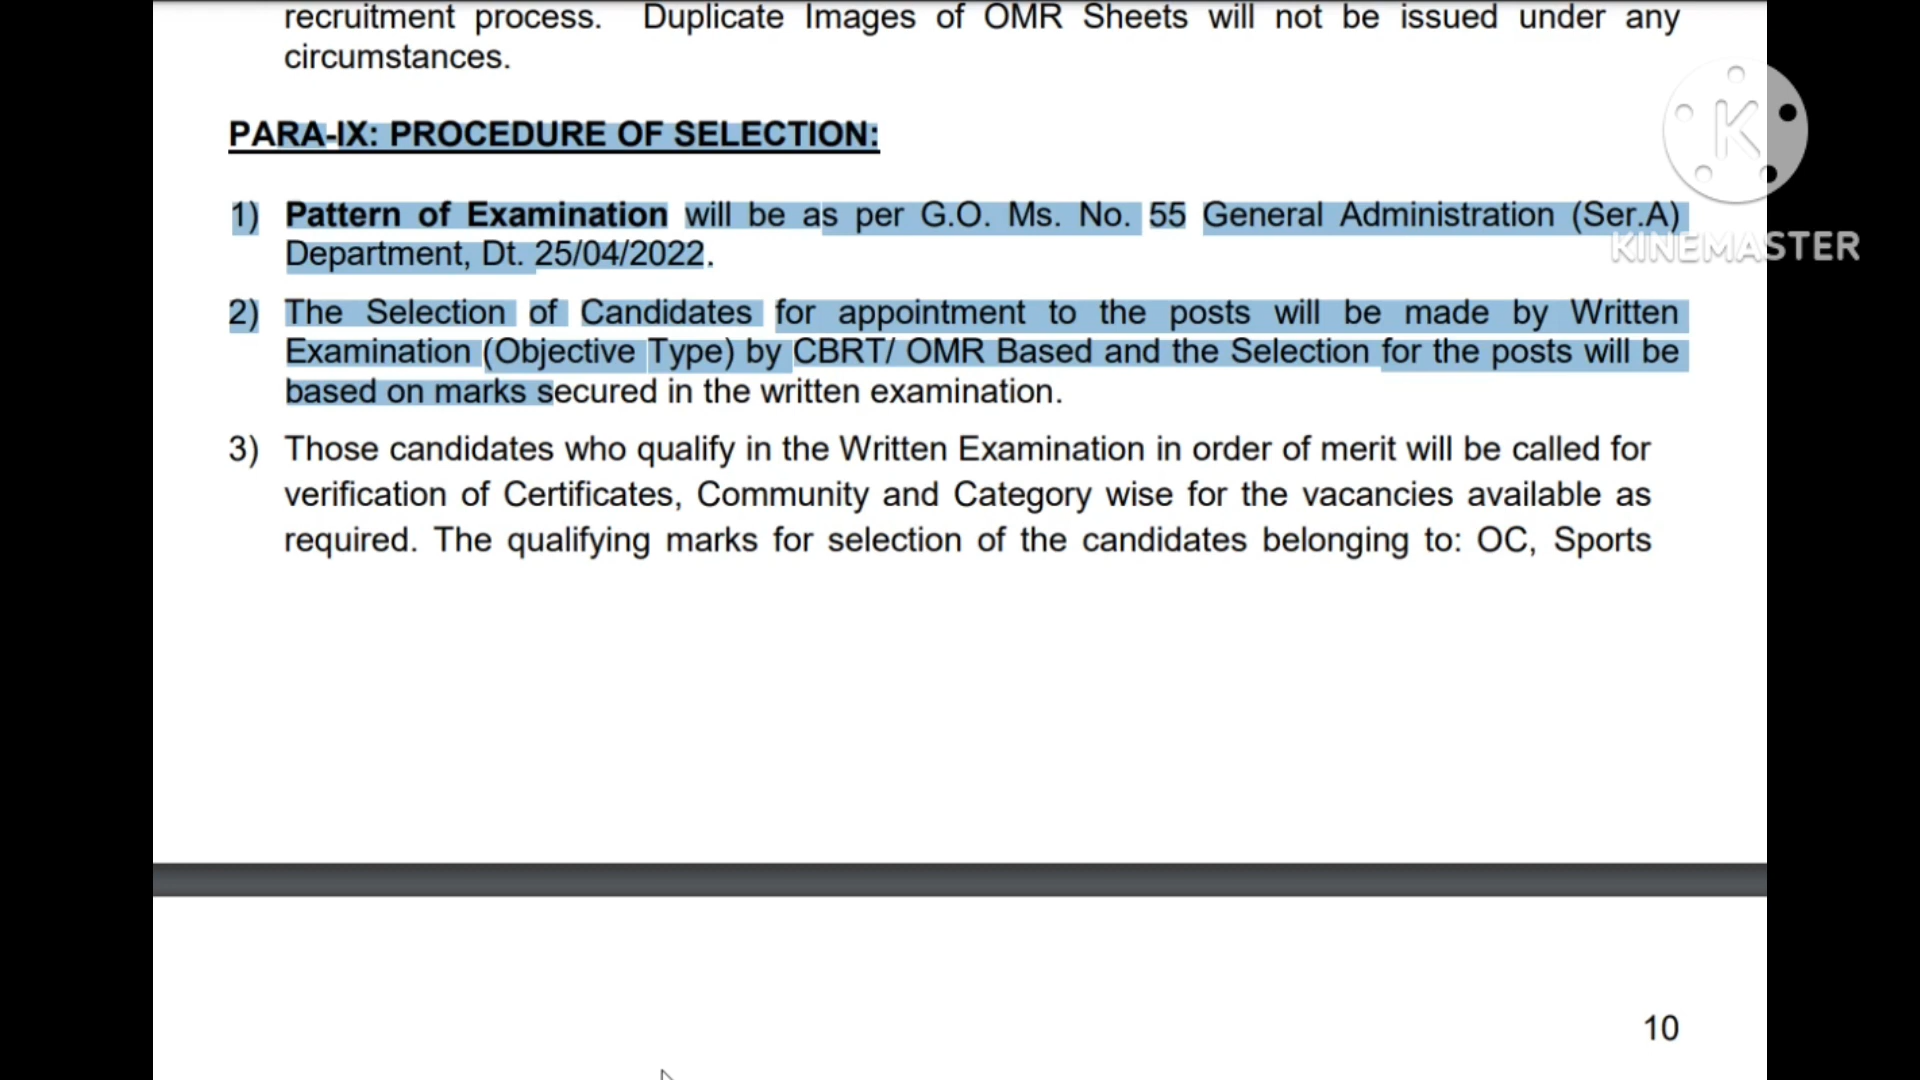 recruitment process. Duplicate Images of OMR Sheets will not be issued under any
circumstances.
PARA-IX: PROCEDURE OF SELECTION:
1) Pattern of Examination will be as per G.O. Ms. No. 55 General Administration (Ser.A)
Department, Dt. 25/04/2022.
2) The Selection of Candidates for appointment to the posts will be made by Written
Examination (Objective Type) by CBRT/ OMR Based and the Selection for the posts will be
based on marks secured in the written examination.
3) Those candidates who qualify in the Written Examination in order of merit will be called for
verification of Certificates, Community and Category wise for the vacancies available as
required. The qualifying marks for selection of the candidates belonging to: OC, Sports
10
K
KINEMASTER